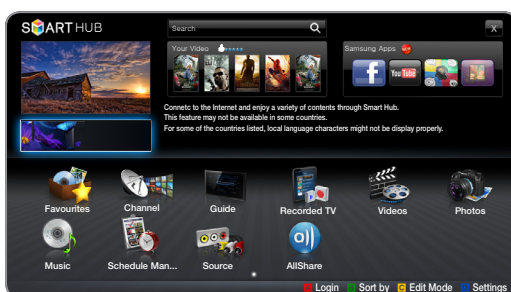 SMART HUB
Search
X
Your Video
Samsung Apps
You Tube
Connetc to the Internet and enjoy a variety of contents through Smart Hub.
This feature may not be available in some countries.
For some of the countries listed, local language characters might not be display properly.
Favourites
Channel
Guide
Recorded TV
Videos
Photos
Music
Schedule Man...
Source
AllShare
A Login
Sort by
C Edit Mode
Settings